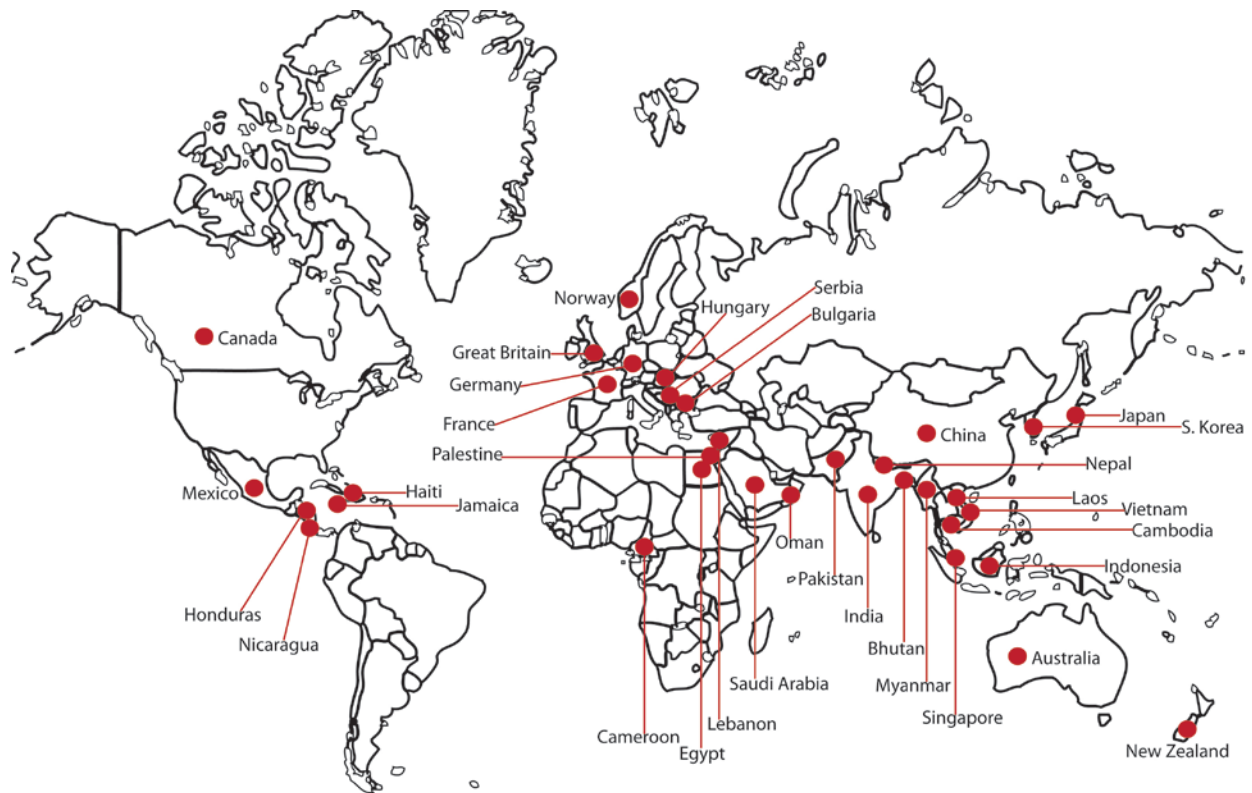 Norway
Serbia
Hungary
Bulgaria
Canada
Great Britain
Germany
France
Japan
S. Korea
China
Palestine
Nepal
Mexico
Haiti
Jamaica
Laos
Vietnam
Cambodia
Oman
Indonesia
Pakistan
Honduras
India
Nicaragua
Bhutan
Australia
Saudi Arabia
Myanmar
Singapore
Lebanon
Cameroon
Egypt
New Zealand